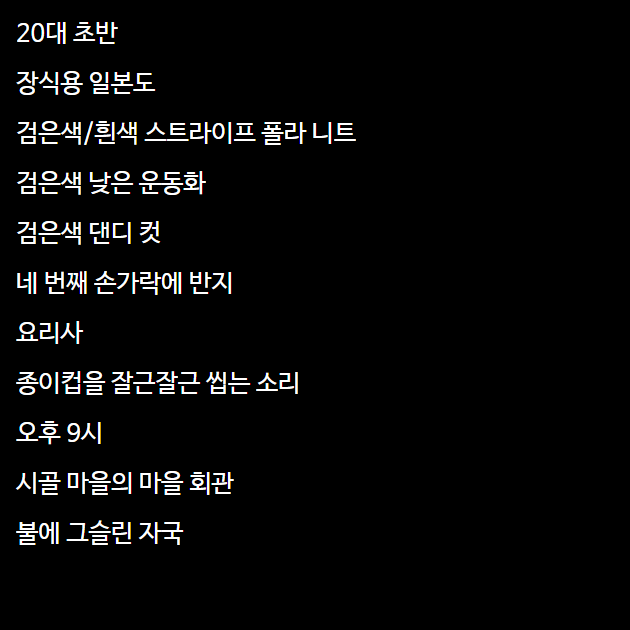 20대 초반
장식용 일본도
검은색/흰색 스트라이프 폴라 니트
검은색 낮은 운동화
검은색 댄디 컷
네 번째 손가락에 반지
요리사
종이컵을 잘근잘근 씹는 소리
오후 9시
시골 마을의 마을 회관
불에 그슬린 자국